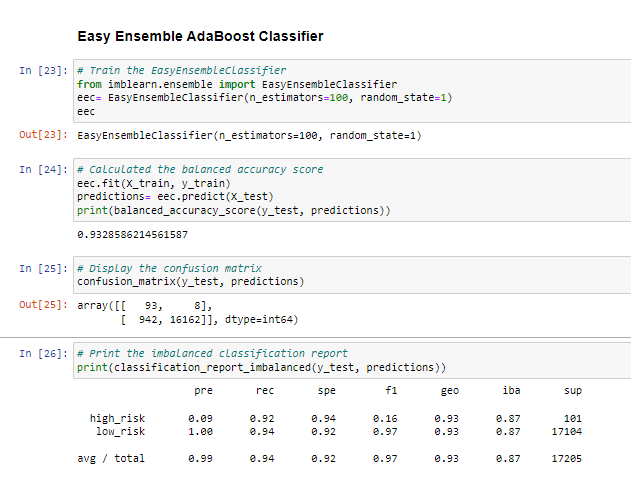 Easy Ensemble AdaBoost Classifier
In [23]: # Train the EasyEnsembleClassifier
from imblearn.ensemble import EasyEnsembleClassifier
eec= EasyEnsembleClassifier(n_estimators=100, random_state=1)
eec
Out[23]: EasyEnsembleClassifier(n_estimators=100, random_state=1)
In [24]: # Calculated the balanced accuracy score
eec.fit(X_train, y_train)
predictions= eec.predict(X_test)
print(balanced_accuracy_score(y_test, predictions))
0.9328586214561587
In [25]: # Display the confusion matrix
confusion_matrix(y_test, predictions)
Out[25]: array([[   93,     8],
[  942, 16162]], dtype=int64)
In [26]: # Print the imbalanced classification report
print(classification_report_imbalanced(y_test, predictions))
pre rec spe f1 geo iba sup
high_risk 0.09 0.92 0.94 0.16 0.93 0.87 101
low_risk 1.00 0.94 0.92 0.97 0.93 0.87 17104
avg / total 0.99 0.94 0.92 0.97 0.93 0.87 17205